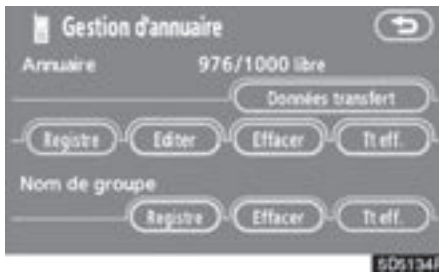 Gestion d'annuaire
Annuaire 976/1000 libre
Données transfert
Registre Editer Effacer Tt eff.
Nom de groupe
Registre Effacer Tt eff.
SD5134F